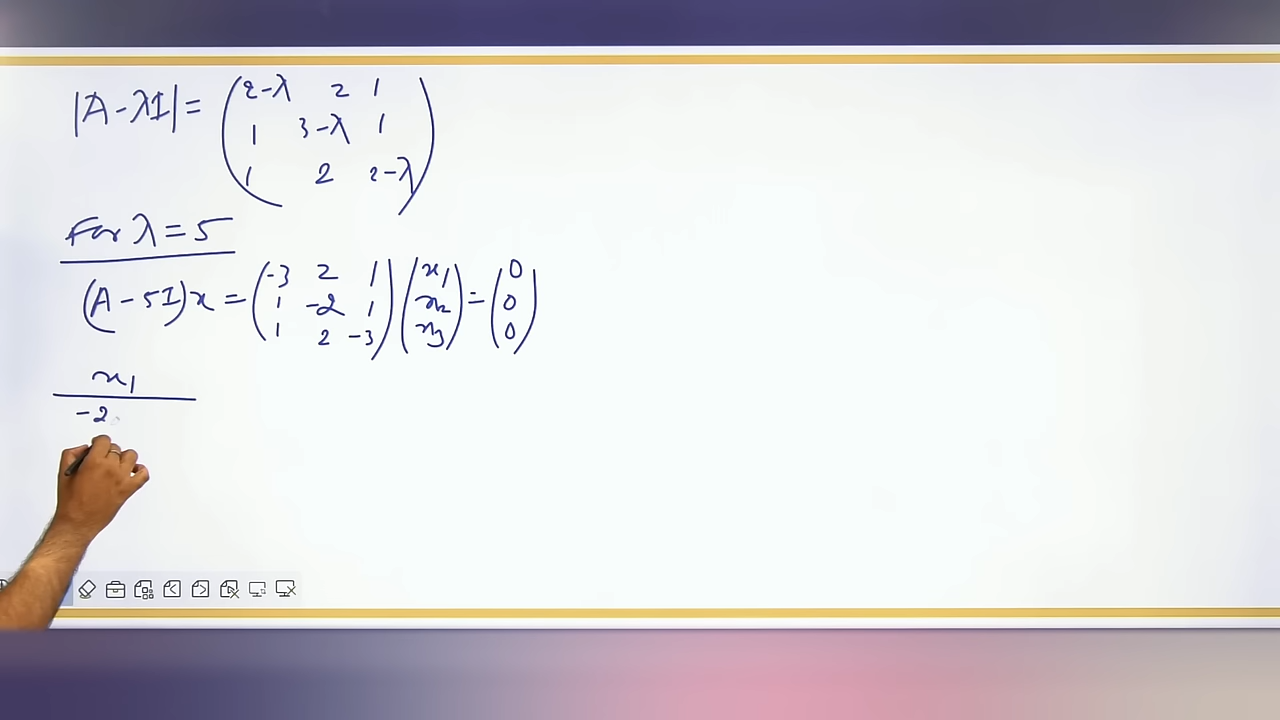 |A-λI| = (2-λ 2 1
1 3-λ 1
1 2 2-λ)
For λ = 5
(A-5I)x = (-3 2 1
1 -2 1
1 2 -3) (x1
x2
x3) = (0
0
0)
x1
-2